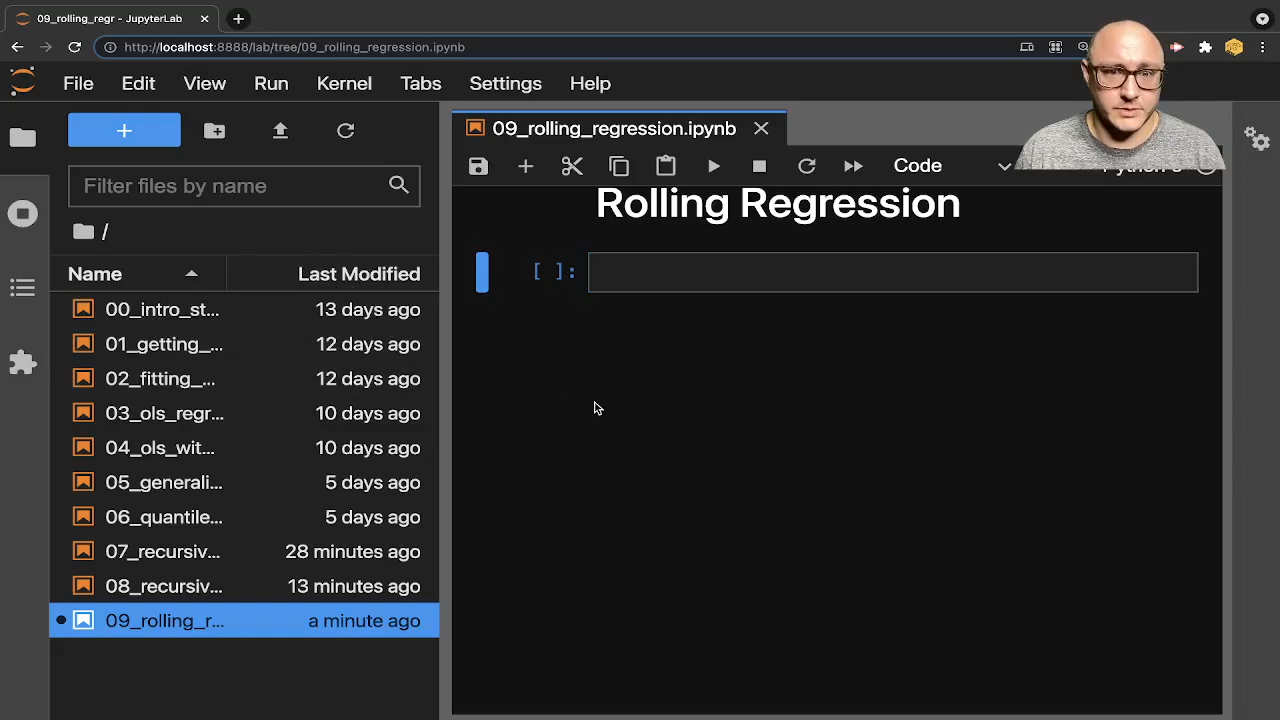 09_rolling_regr - JupyterLab
http://localhost:8888/lab/tree/09_rolling_regression.ipynb
File Edit View Run Kernel Tabs Settings Help
09_rolling_regression.ipynb
Filter files by name
Code
/
Rolling Regression
[ ]:
Name Last Modified
00_intro_st... 13 days ago
01_getting_... 12 days ago
02_fitting_... 12 days ago
03_ols_regr... 10 days ago
04_ols_wit... 10 days ago
05_generali... 5 days ago
06_quantile... 5 days ago
07_recursiv... 28 minutes ago
08_recursiv... 13 minutes ago
09_rolling_r... a minute ago